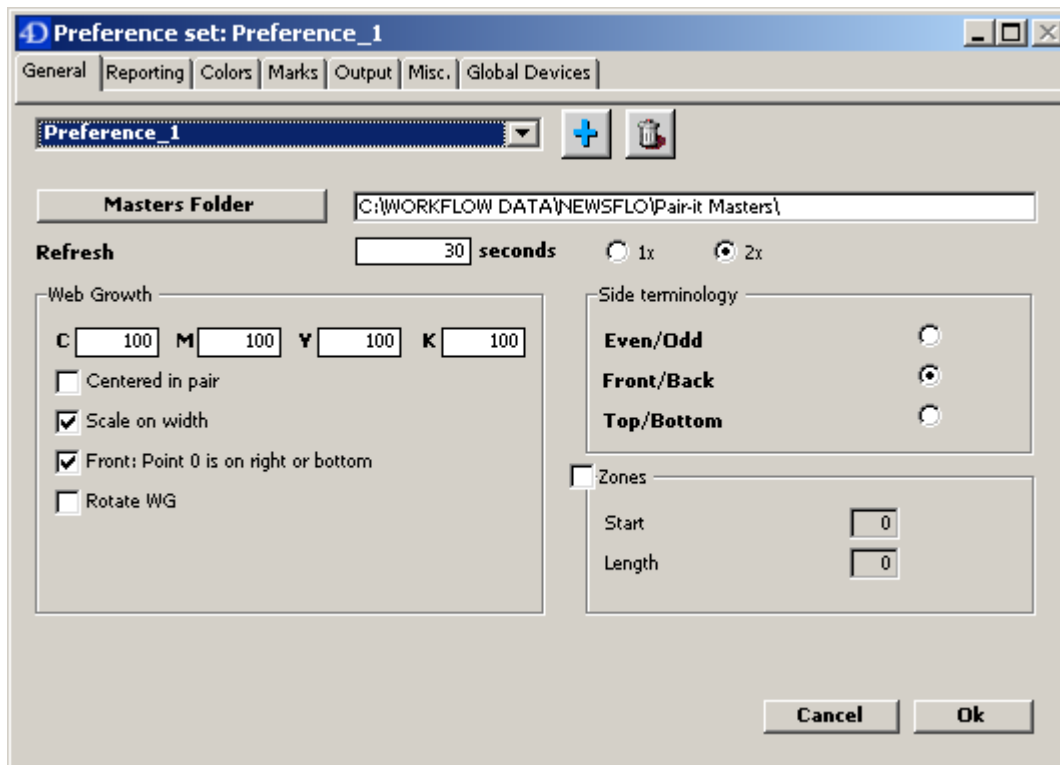 4D Preference set: Preference_1
General Reporting Colors Marks Output Misc. Global Devices
Preference_1
Masters Folder C:\WORKFLOW DATA\NEWSFLO\Pair-it Masters\
Refresh 30 seconds 1x 2x
Web Growth
C 100 M 100 Y 100 K 100
Centered in pair
Scale on width
Front: Point 0 is on right or bottom
Rotate WG
Side terminology
Even/Odd
Front/Back
Top/Bottom
Zones
Start 0
Length 0
Cancel Ok